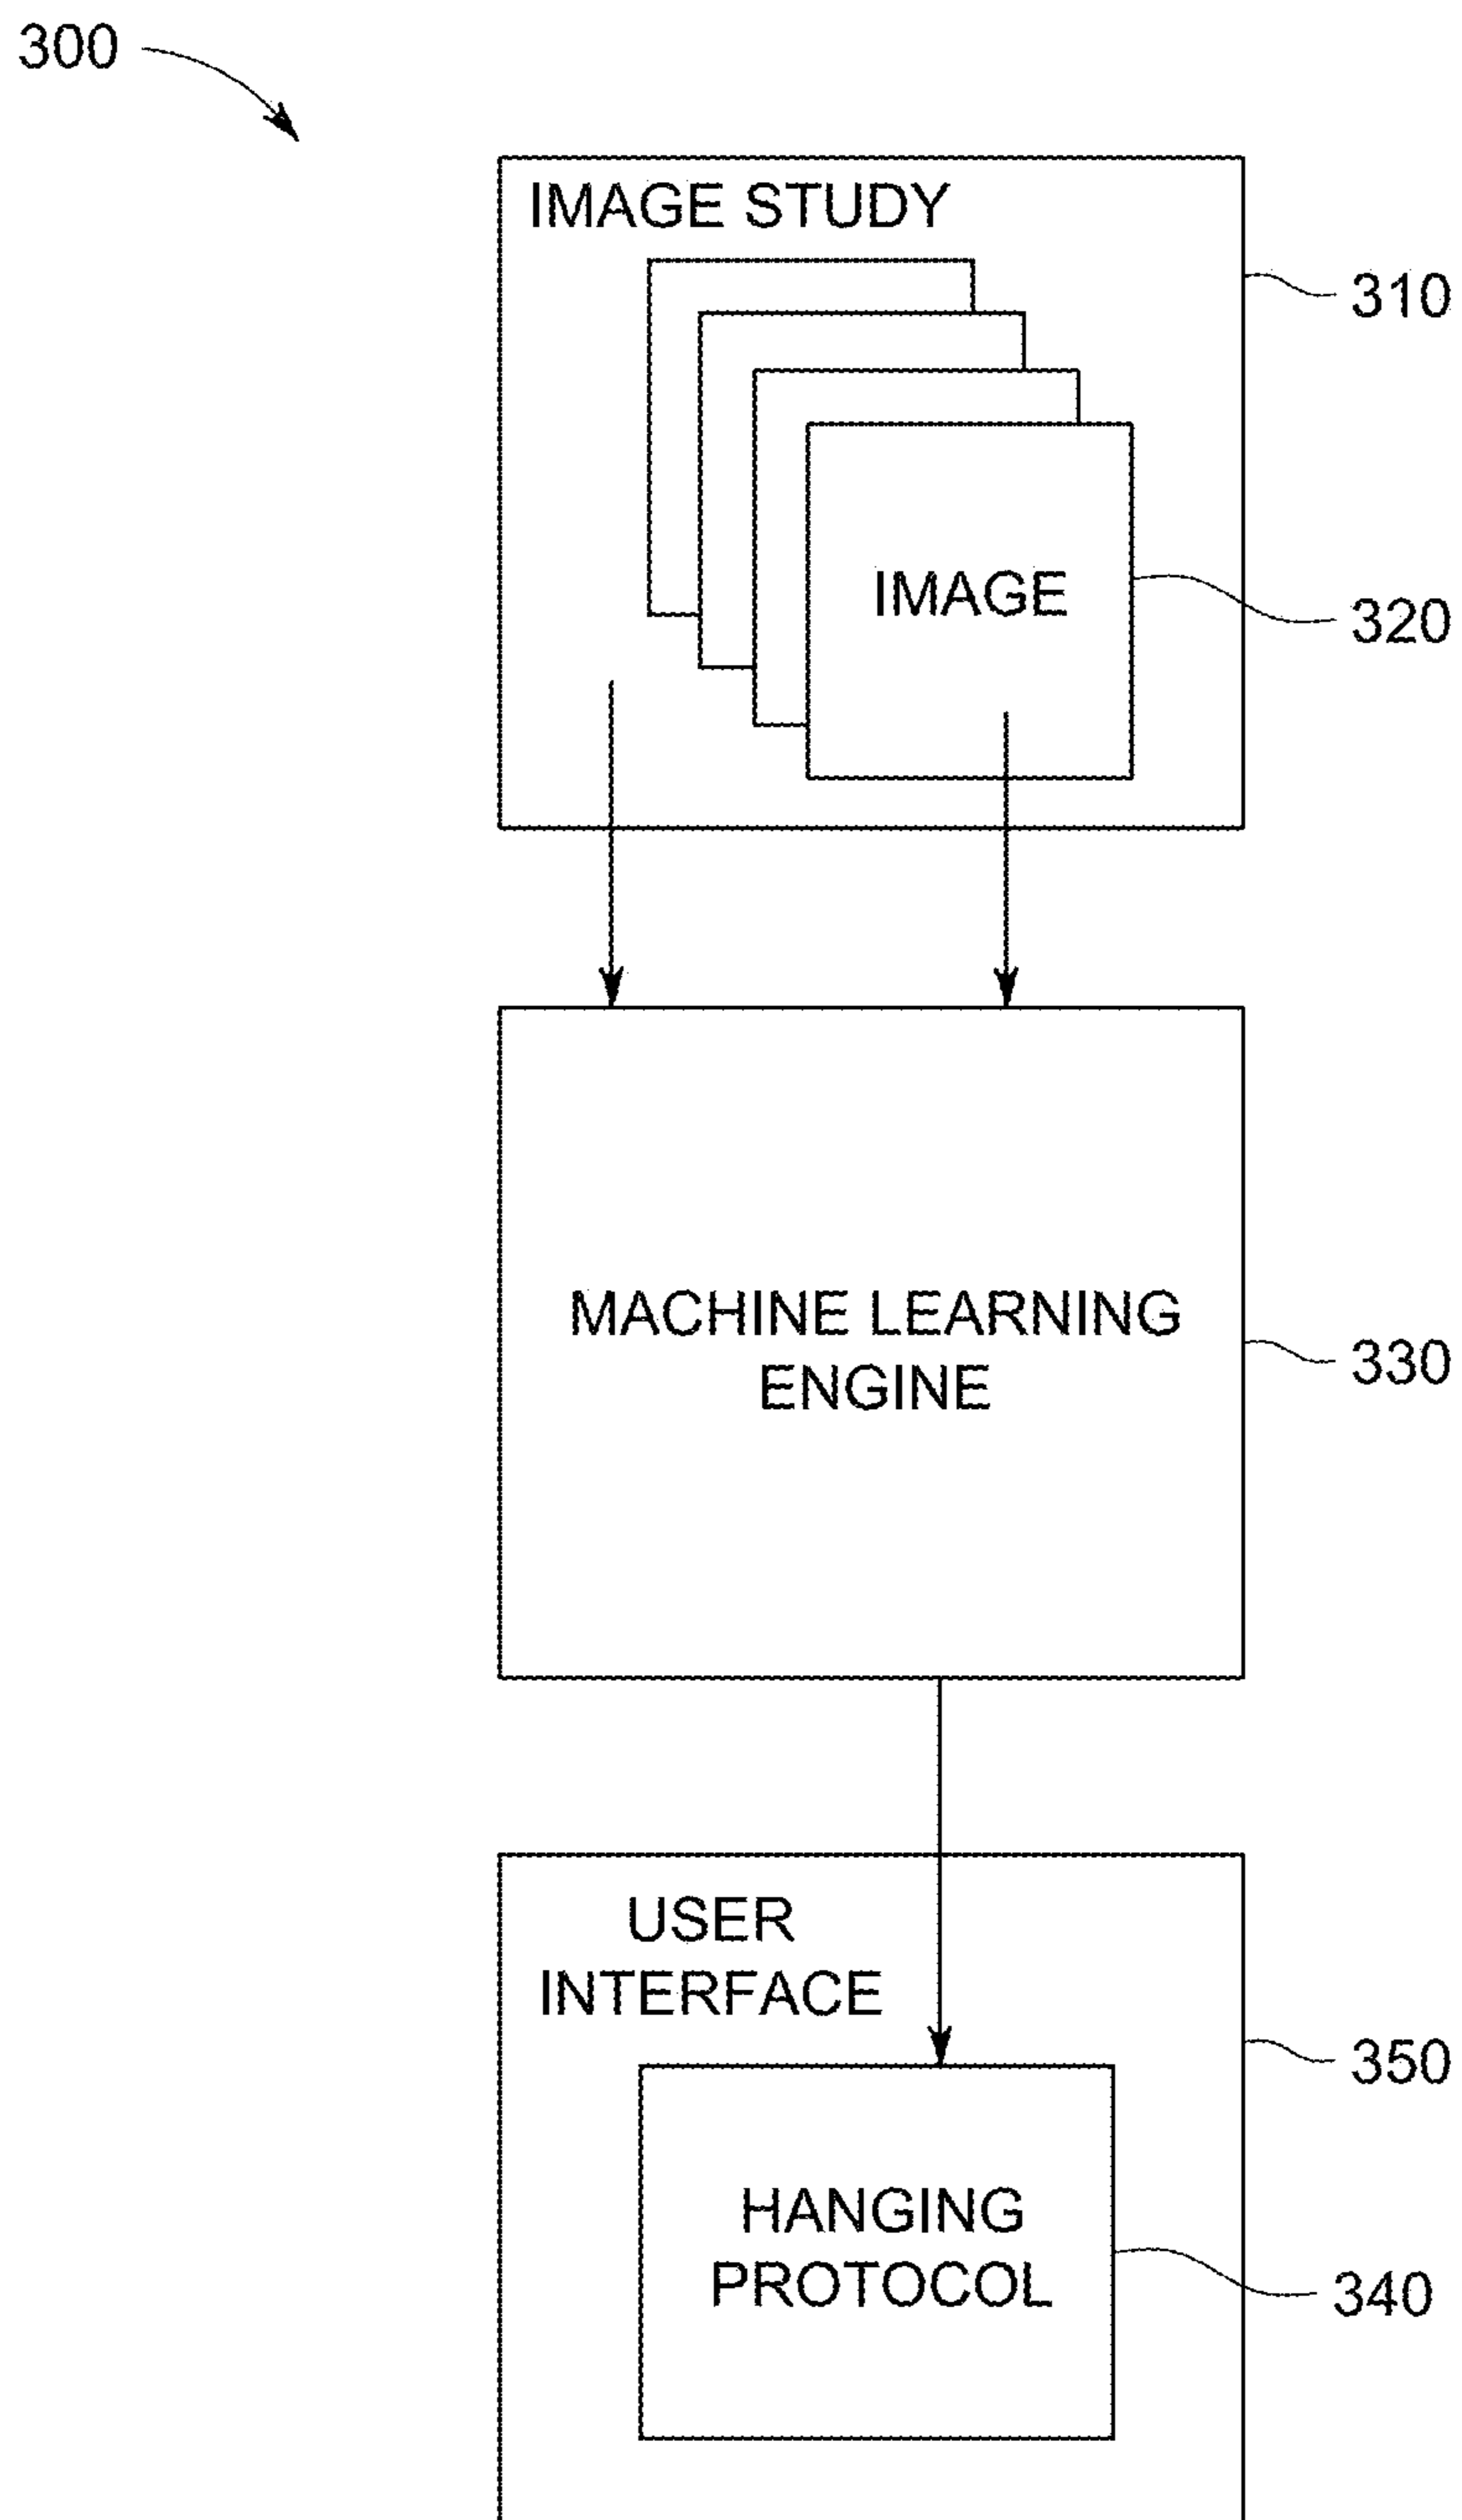 300
IMAGE STUDY
310
IMAGE
320
MACHINE LEARNING
ENGINE
330
USER
INTERFACE
350
HANGING
PROTOCOL
340